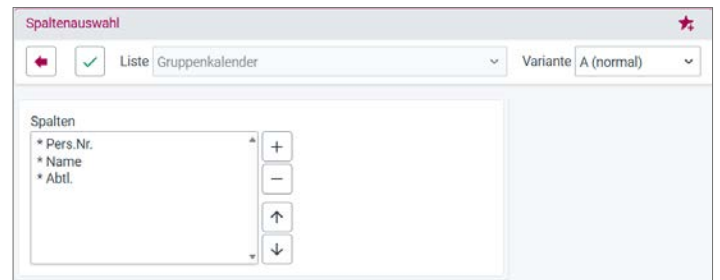 Spaltenauswahl
Liste Gruppenkalender Variante A (normal)
Spalten
* Pers.Nr.
* Name
* Abtl.